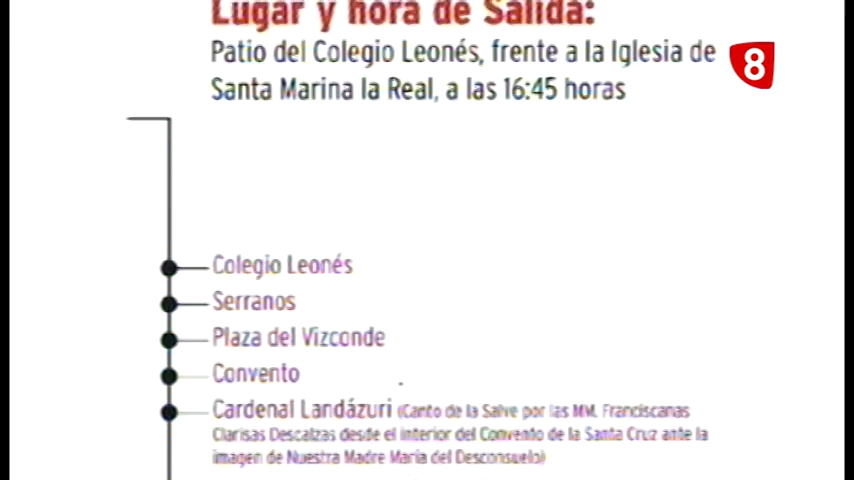 Lugar y hora de Salida:
Patio del Colegio Leonés, frente a la Iglesia de
Santa Marina la Real, a las 16:45 horas
8
Colegio Leonés
Serranos
Plaza del Vizconde
Convento
Cardenal Landázuri (Canto de la Salve por las MM. Franciscanas
Clarisas Descalzas desde el interior del Convento de la Santa Cruz ante la
imagen de Nuestra Madre María del Desconsuelo)